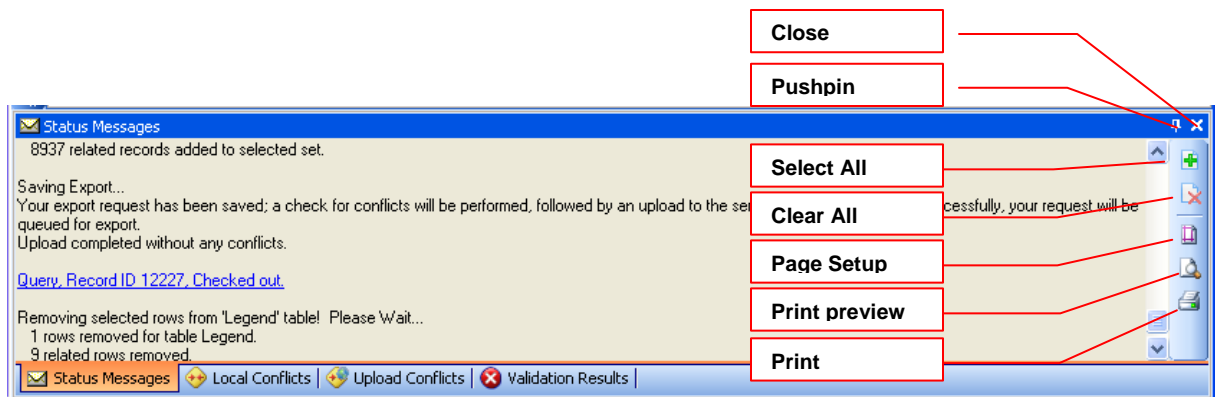 Close
Pushpin
Status Messages
8937 related records added to selected set.
Select All
Saving Export...
Your export request has been saved; a check for conflicts will be performed, followed by an upload to the ser
cessfully, your request will be
Clear All
queued for export.
Upload completed without any conflicts.
Page Setup
Query, Record ID 12227, Checked out.
Print preview
Removing selected rows from 'Legend' table! Please Wait...
1 rows removed for table Legend.
9 related rows removed.
Print
Status Messages
Local Conflicts
Upload Conflicts
Validation Results